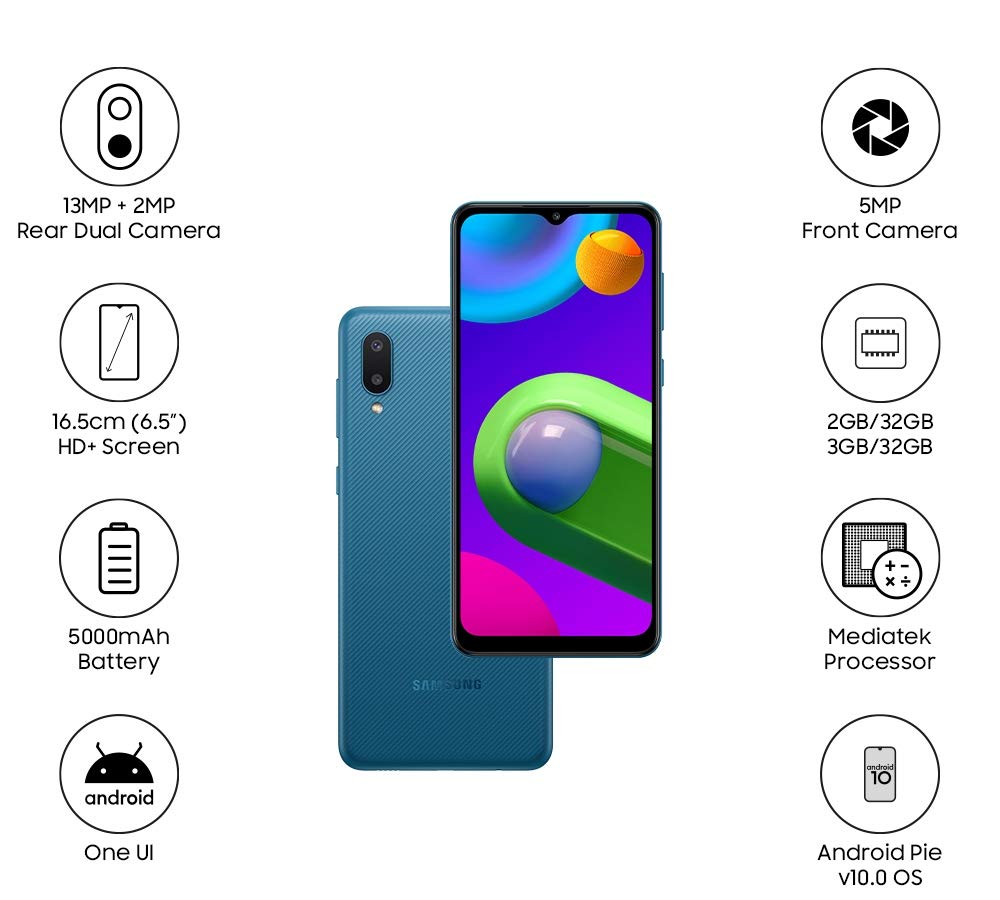 13MP + 2MP
Rear Dual Camera
16.5cm (6.5”)
HD+ Screen
5000mAh
Battery
android
One UI
SAMSUNG
5MP
Front Camera
2GB/32GB
3GB/32GB
+ -
× ÷
Mediatek
Processor
android
10
Android Pie
v10.0 OS